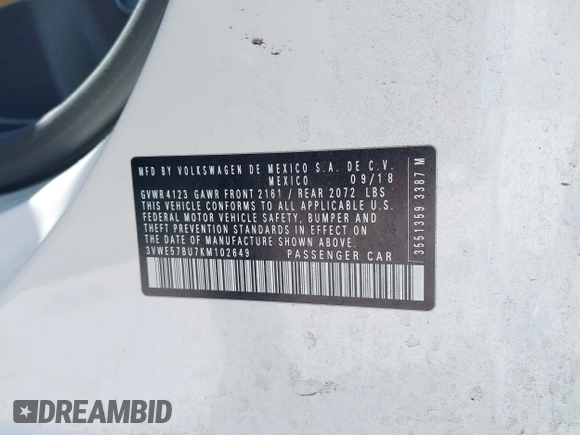 MFD BY VOLKSWAGEN DE MEXICO S.A. DE C.V.
MEXICO 09/18
GVWR 4123 GAWR FRONT 2161 / REAR 2072 LBS
THIS VEHICLE CONFORMS TO ALL APPLICABLE U.S.
FEDERAL MOTOR VEHICLE SAFETY, BUMPER AND
THEFT PREVENTION STANDARDS IN EFFECT ON
THE DATE OF MANUFACTURE SHOWN ABOVE.
3VWE57BU7KM102649 PASSENGER CAR
3551359 3387 M
DREAMBID